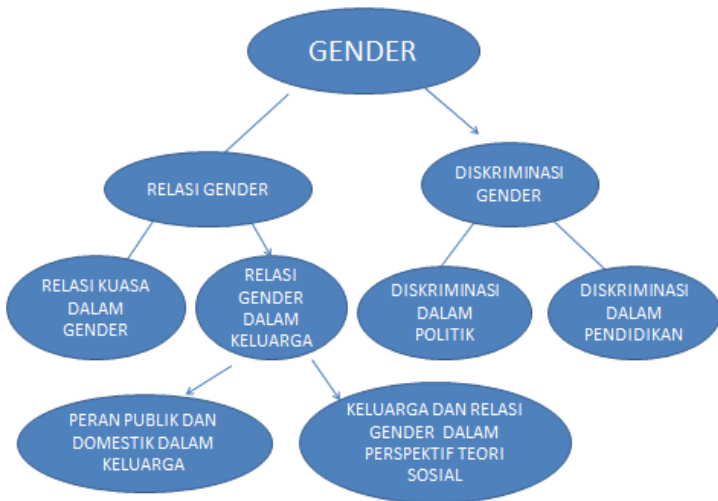 GENDER
RELASI GENDER
DISKRIMINASI
GENDER
RELASI KUASA
DALAM
GENDER
RELASI
GENDER
DALAM
KELUARGA
DISKRIMINASI
DALAM
POLITIK
DISKRIMINASI
DALAM
PENDIDIKAN
PERAN PUBLIK DAN
DOMESTIK DALAM
KELUARGA
KELUARGA DAN RELASI
GENDER DALAM
PERSPEKTIF TEORI
SOSIAL